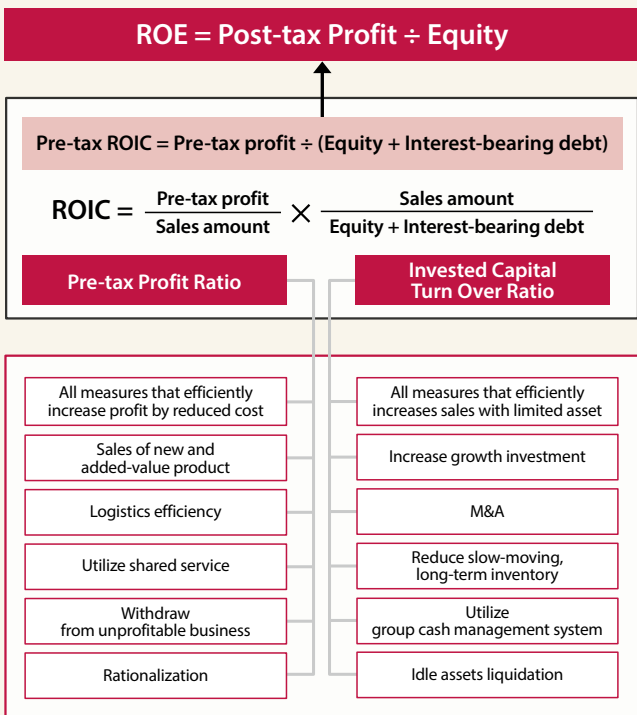 ROE = Post-tax Profit ÷ Equity
Pre-tax ROIC = Pre-tax profit ÷ (Equity + Interest-bearing debt)
ROIC = Pre-tax profit / Sales amount × Sales amount / Equity + Interest-bearing debt
Pre-tax Profit Ratio
Invested Capital
Turn Over Ratio
All measures that efficiently
increase profit by reduced cost
Sales of new and
added-value product
Logistics efficiency
Utilize shared service
Withdraw
from unprofitable business
Rationalization
All measures that efficiently
increases sales with limited asset
Increase growth investment
M&A
Reduce slow-moving,
long-term inventory
Utilize
group cash management system
Idle assets liquidation